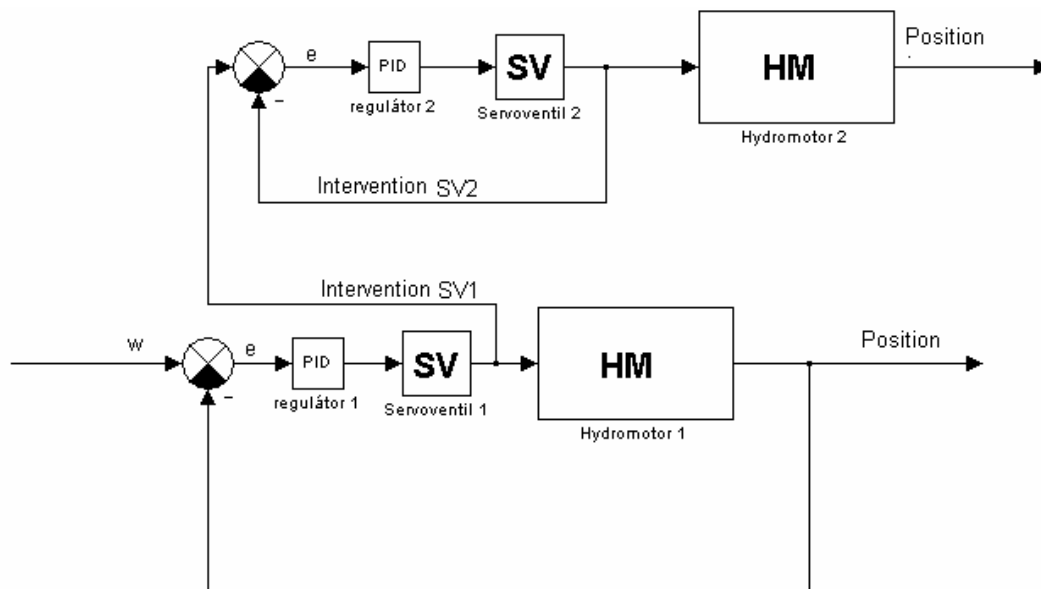 e
PID
regulátor 2
SV
Servoventil 2
HM
Hydromotor 2
Position
-
Intervention SV2
Intervention SV1
w
e
PID
regulátor 1
SV
Servoventil 1
HM
Hydromotor 1
Position
-